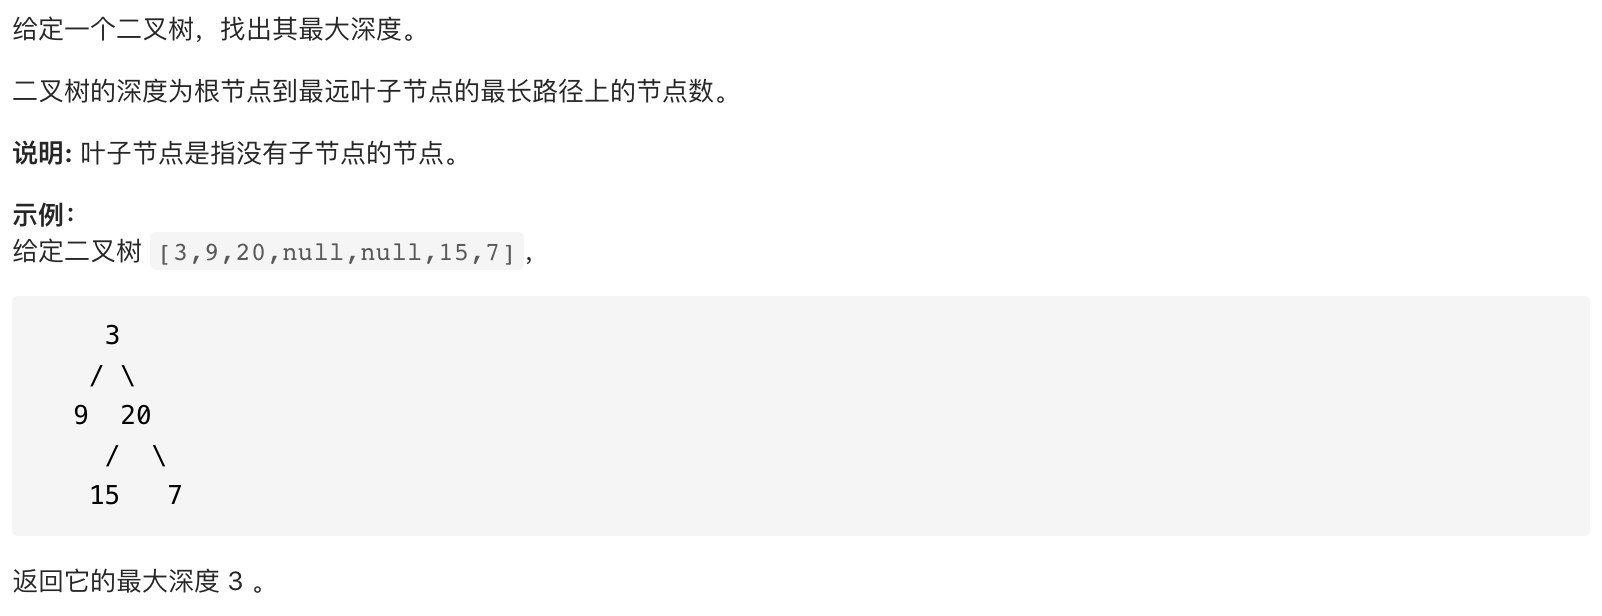 给定一个二叉树，找出其最大深度。
二叉树的深度为根节点到最远叶子节点的最长路径上的节点数。
说明: 叶子节点是指没有子节点的节点。
示例：
给定二叉树 [3,9,20,null,null,15,7]，
3
/ \
9  20
/  \
15   7
返回它的最大深度 3 。